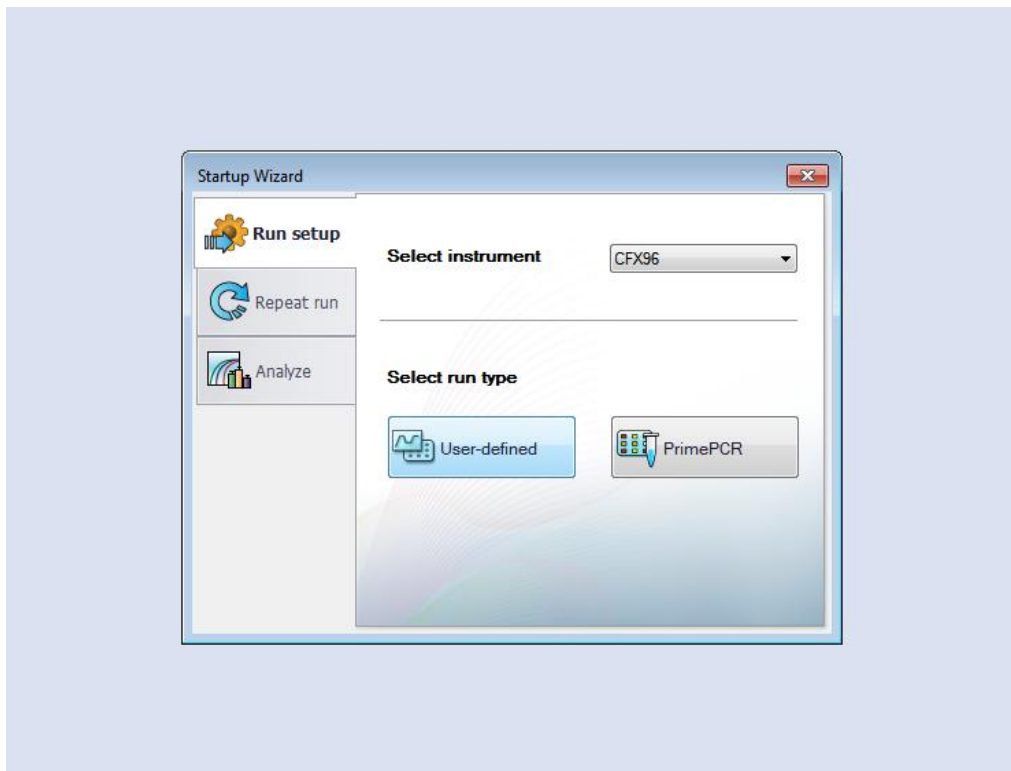 Startup Wizard
Run setup
Repeat run
Analyze
Select instrument
CFX96
Select run type
User-defined
PrimePCR